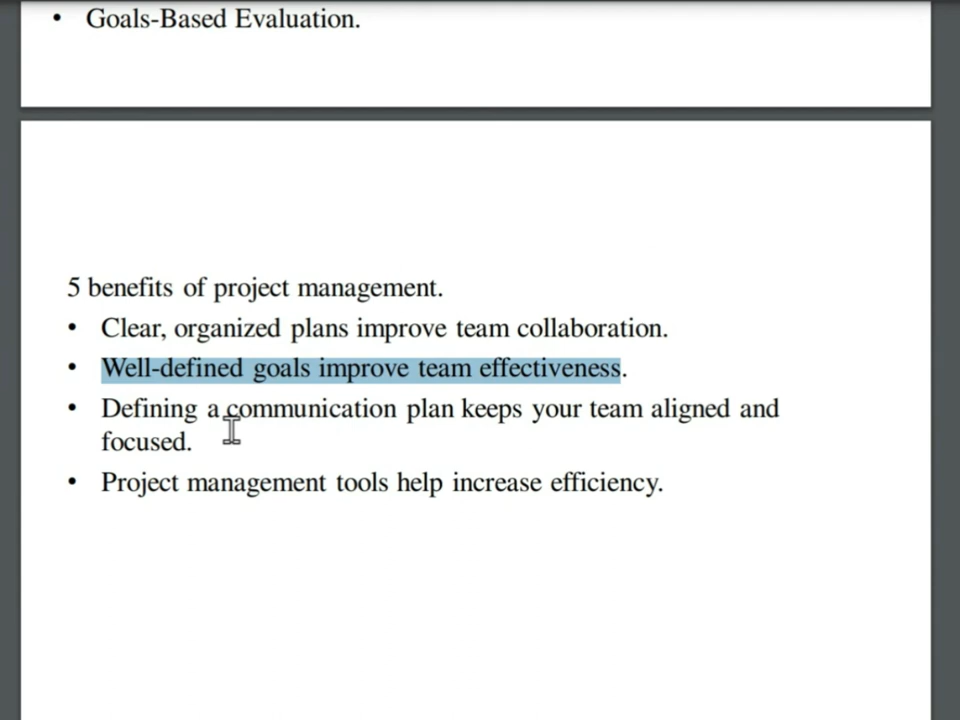 • Goals-Based Evaluation.
5 benefits of project management.
• Clear, organized plans improve team collaboration.
• Well-defined goals improve team effectiveness.
• Defining a communication plan keeps your team aligned and
focused.
• Project management tools help increase efficiency.